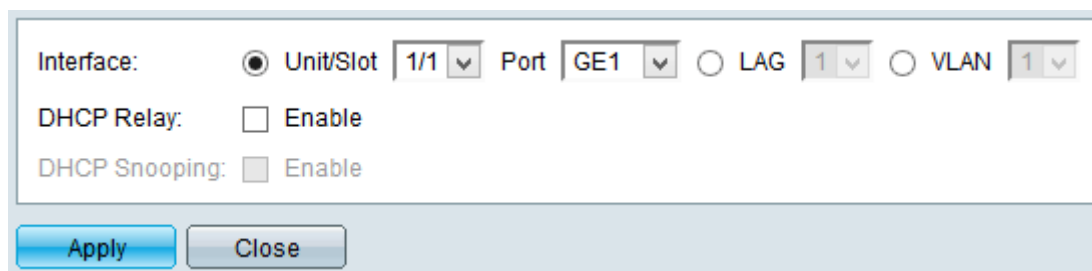 Interface: Unit/Slot 1/1 Port GE1 LAG 1 VLAN 1
DHCP Relay: Enable
DHCP Snooping: Enable
Apply Close